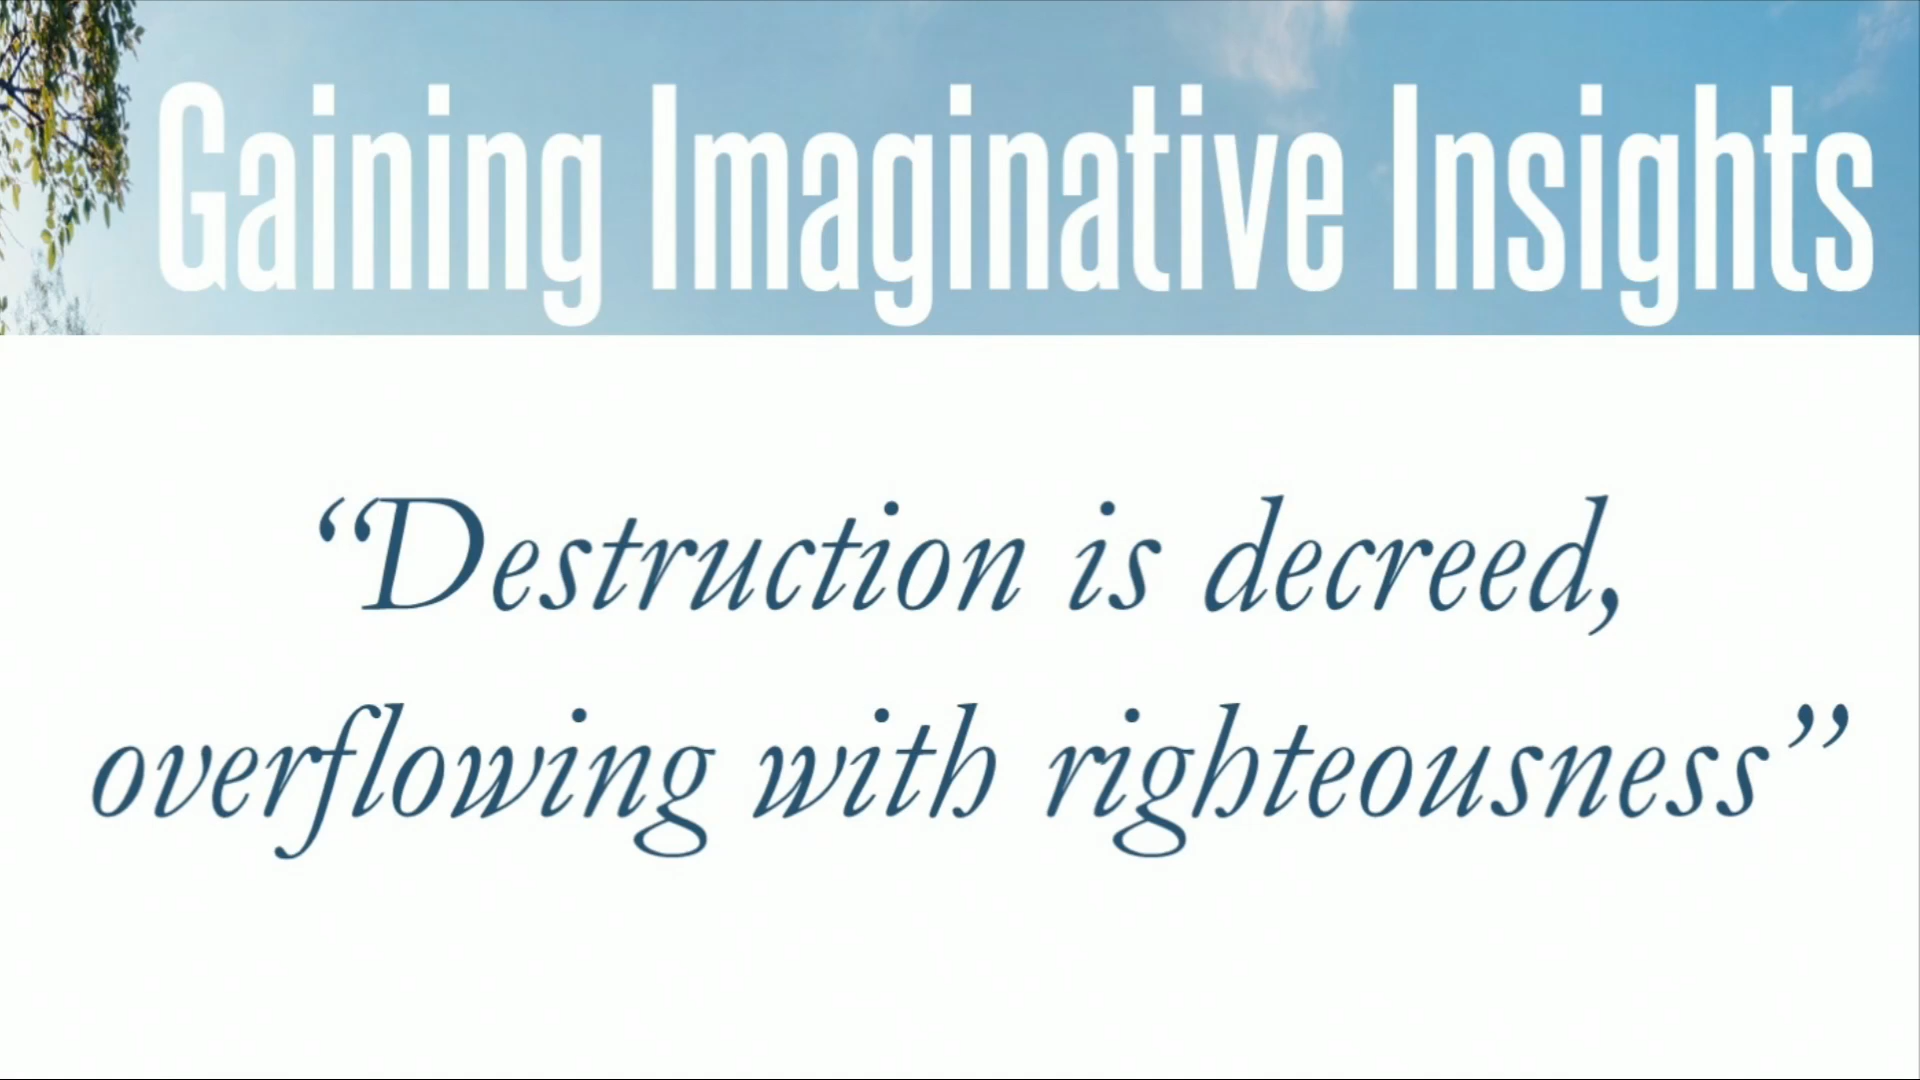 Gaining Imaginative Insights
“Destruction is decreed,
overflowing with righteousness”